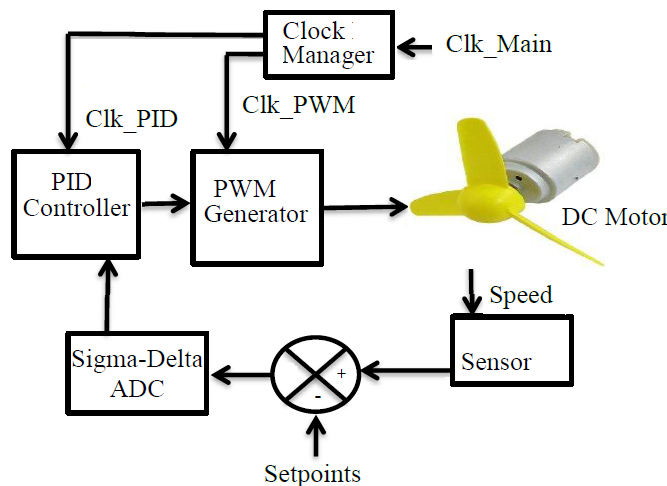 Clock
Manager
Clk_Main
Clk_PID
Clk_PWM
PID
Controller
PWM
Generator
DC Motor
Speed
Sigma-Delta
ADC
+
-
Sensor
Setpoints